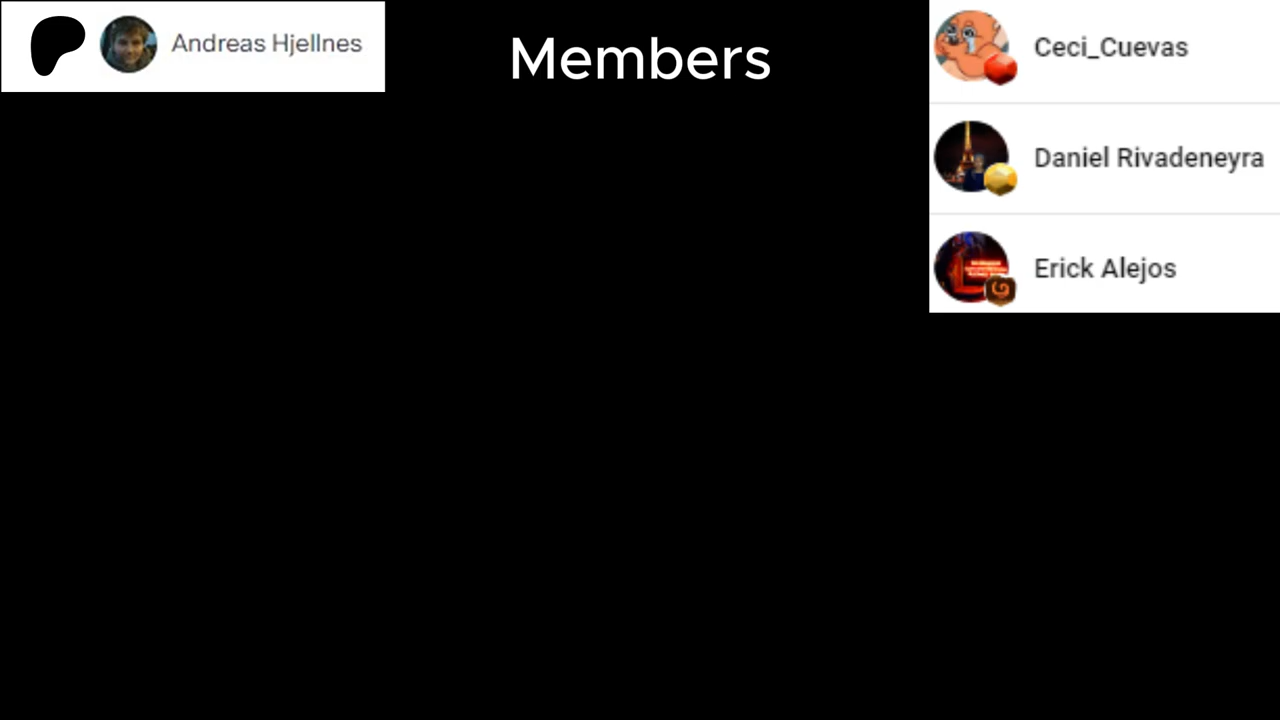 Andreas Hjellnes
Members
Ceci_Cuevas
Daniel Rivadeneyra
Erick Alejos